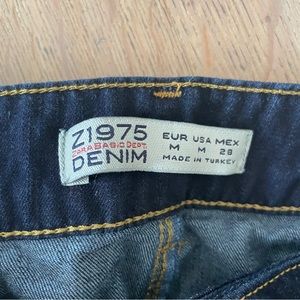 Z1975
ZARA BASIC DEPT.
DENIM
EUR USA MEX
M M 28
MADE IN TURKEY